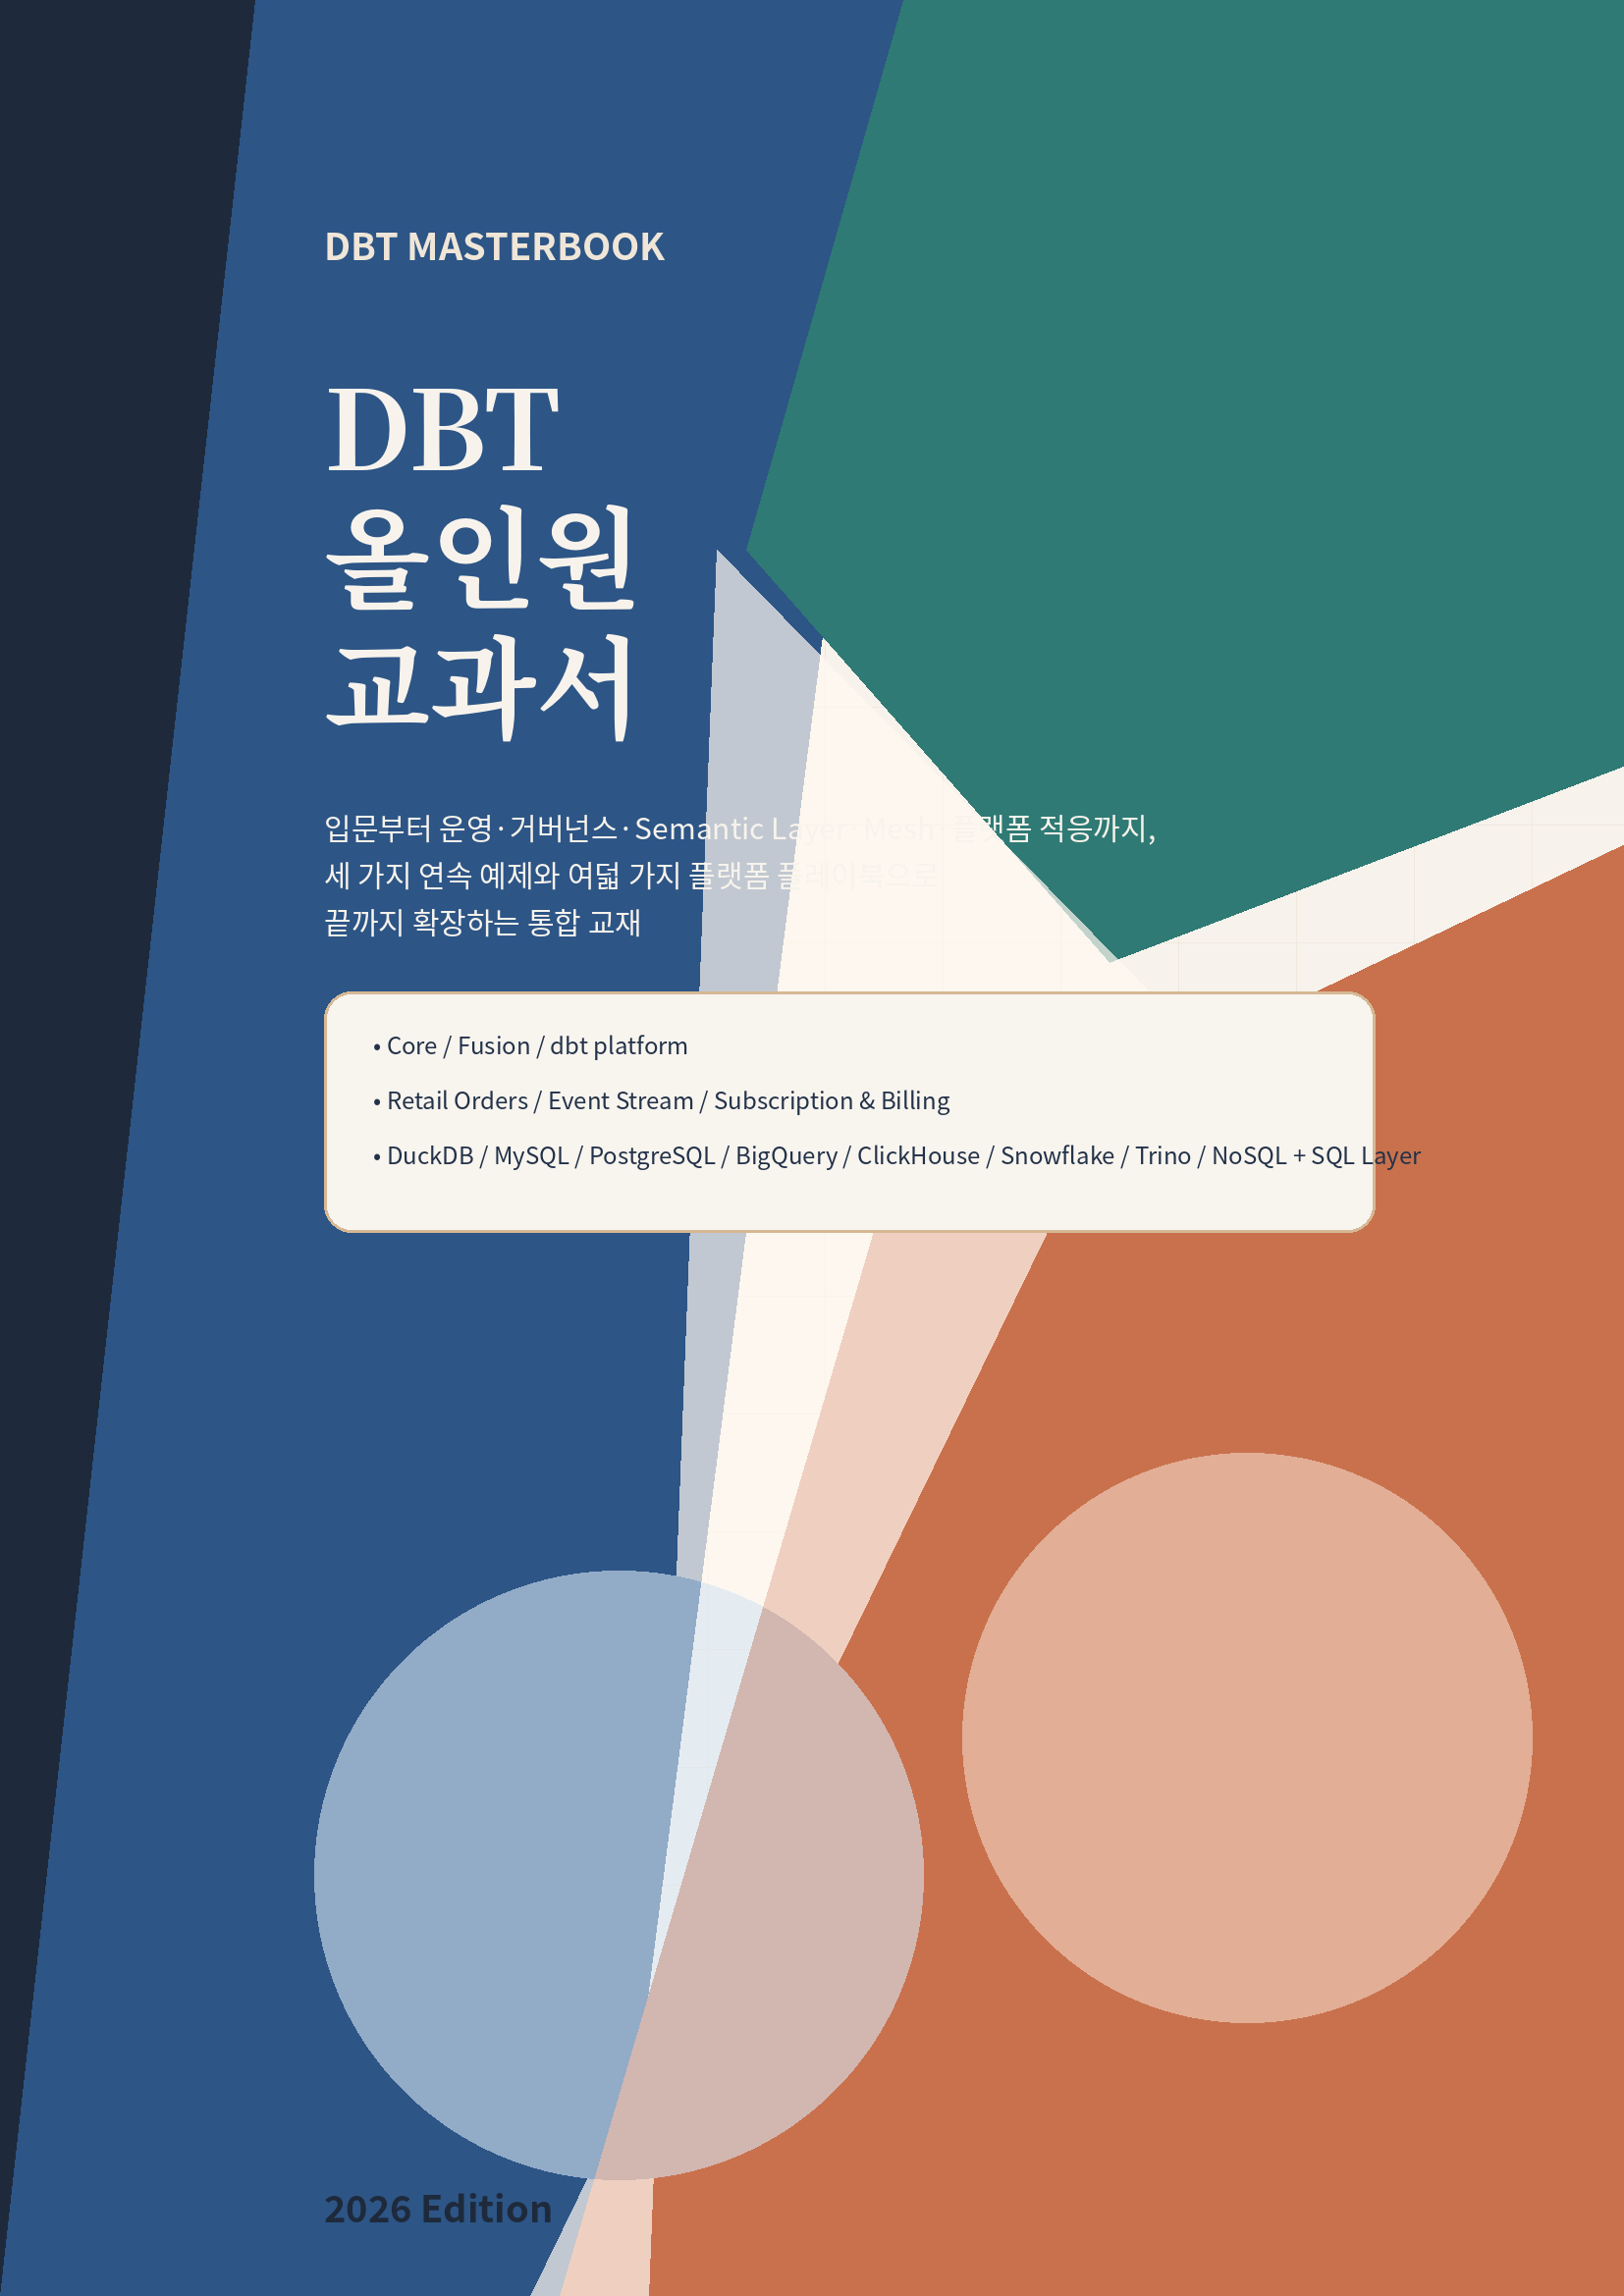 DBT MASTERBOOK
DBT
올인원
교과서
입문부터 운영·거버넌스·Semantic Layer·Mesh·플랫폼 적응까지,
세 가지 연속 예제와 여덟 가지 플랫폼 플레이북으로
끝까지 확장하는 통합 교재
• Core / Fusion / dbt platform
• Retail Orders / Event Stream / Subscription & Billing
• DuckDB / MySQL / PostgreSQL / BigQuery / ClickHouse / Snowflake / Trino / NoSQL + SQL Layer
2026 Edition